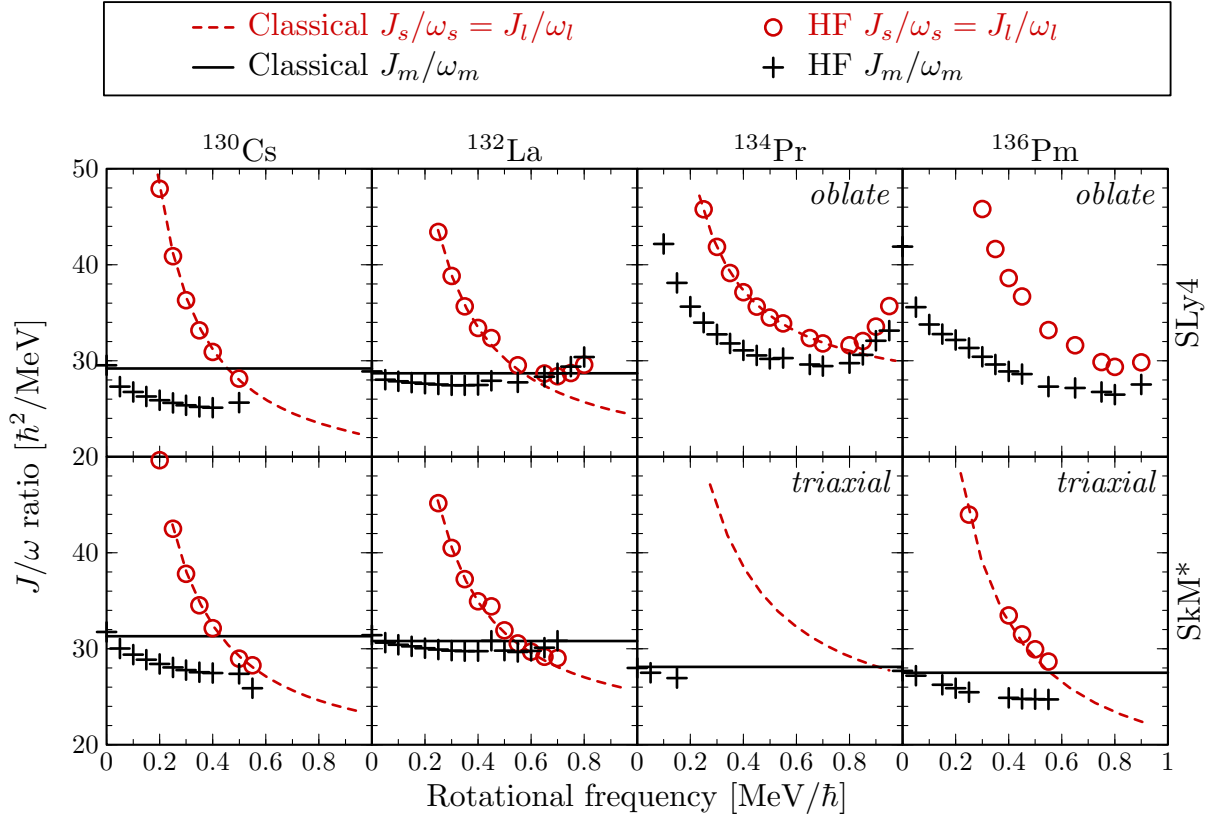 Classical J_s/ω_s = J_l/ω_l
HF J_s/ω_s = J_l/ω_l
Classical J_m/ω_m
HF J_m/ω_m
¹³⁰Cs
¹³²La
¹³⁴Pr
¹³⁶Pm
50
40
30
20
oblate
oblate
SLy4
J/ω ratio [ℏ²/MeV]
40
30
20
triaxial
triaxial
SkM*
0 0.2 0.4 0.6 0.8
0 0.2 0.4 0.6 0.8
0 0.2 0.4 0.6 0.8
0 0.2 0.4 0.6 0.8 1
Rotational frequency [MeV/ℏ]